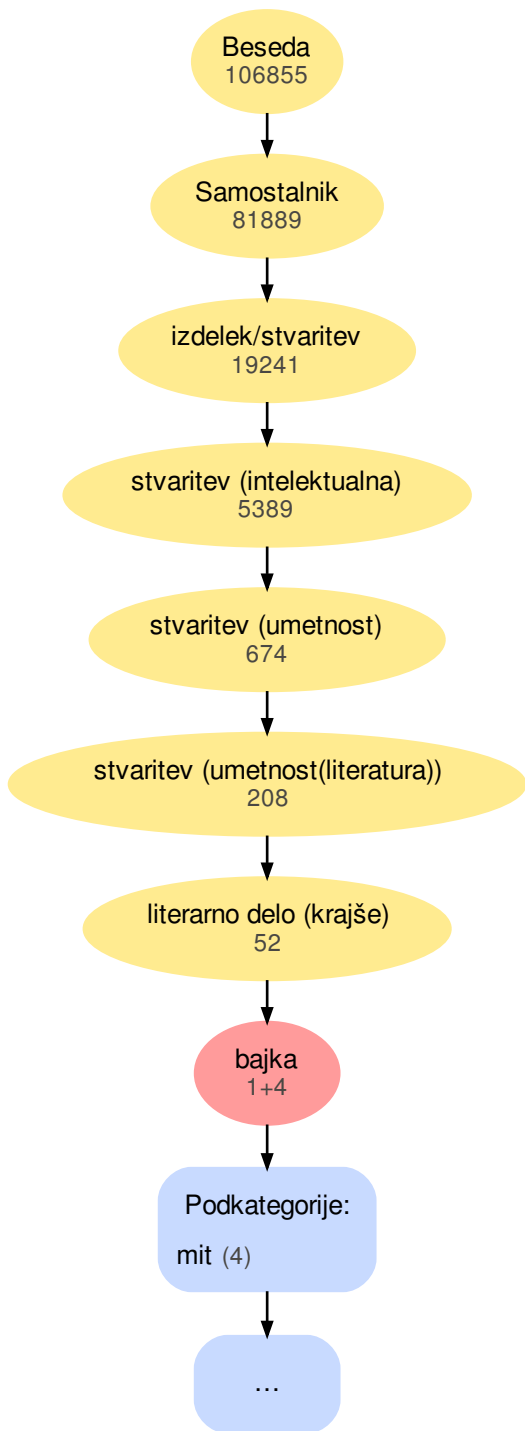 Beseda
106855
Samostalnik
81889
izdelek/stvaritev
19241
stvaritev (intelektualna)
5389
stvaritev (umetnost)
674
stvaritev (umetnost(literatura))
208
literarno delo (krajše)
52
bajka
1+4
Podkategorije:
mit (4)
...